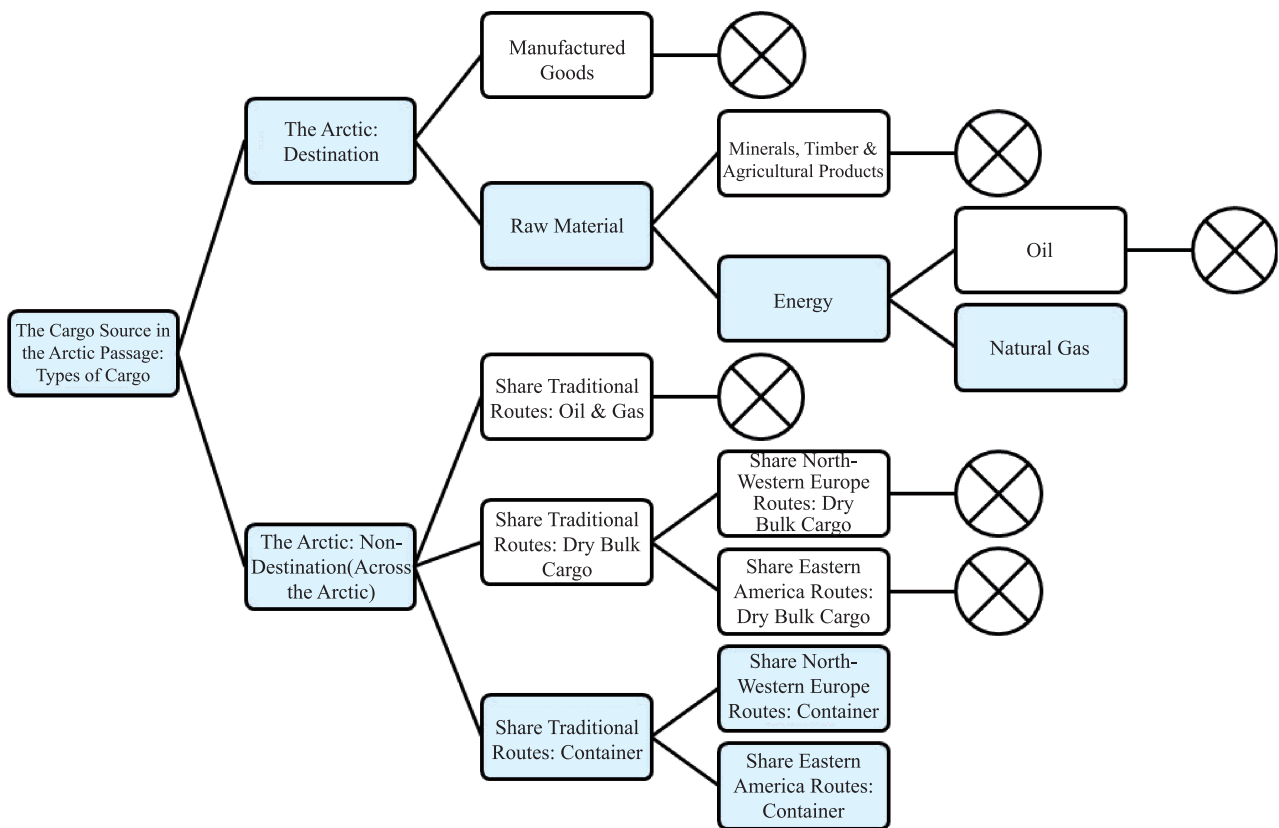 Manufactured
Goods
The Arctic:
Destination
Minerals, Timber &
Agricultural Products
Raw Material
Oil
Energy
Natural Gas
The Cargo Source in
the Arctic Passage:
Types of Cargo
Share Traditional
Routes: Oil & Gas
Share North-
Western Europe
Routes: Dry
Bulk Cargo
Share Traditional
Routes: Dry Bulk
Cargo
The Arctic: Non-
Destination(Across
the Arctic)
Share Eastern
America Routes:
Dry Bulk Cargo
Share North-
Western Europe
Routes: Container
Share Traditional
Routes: Container
Share Eastern
America Routes:
Container